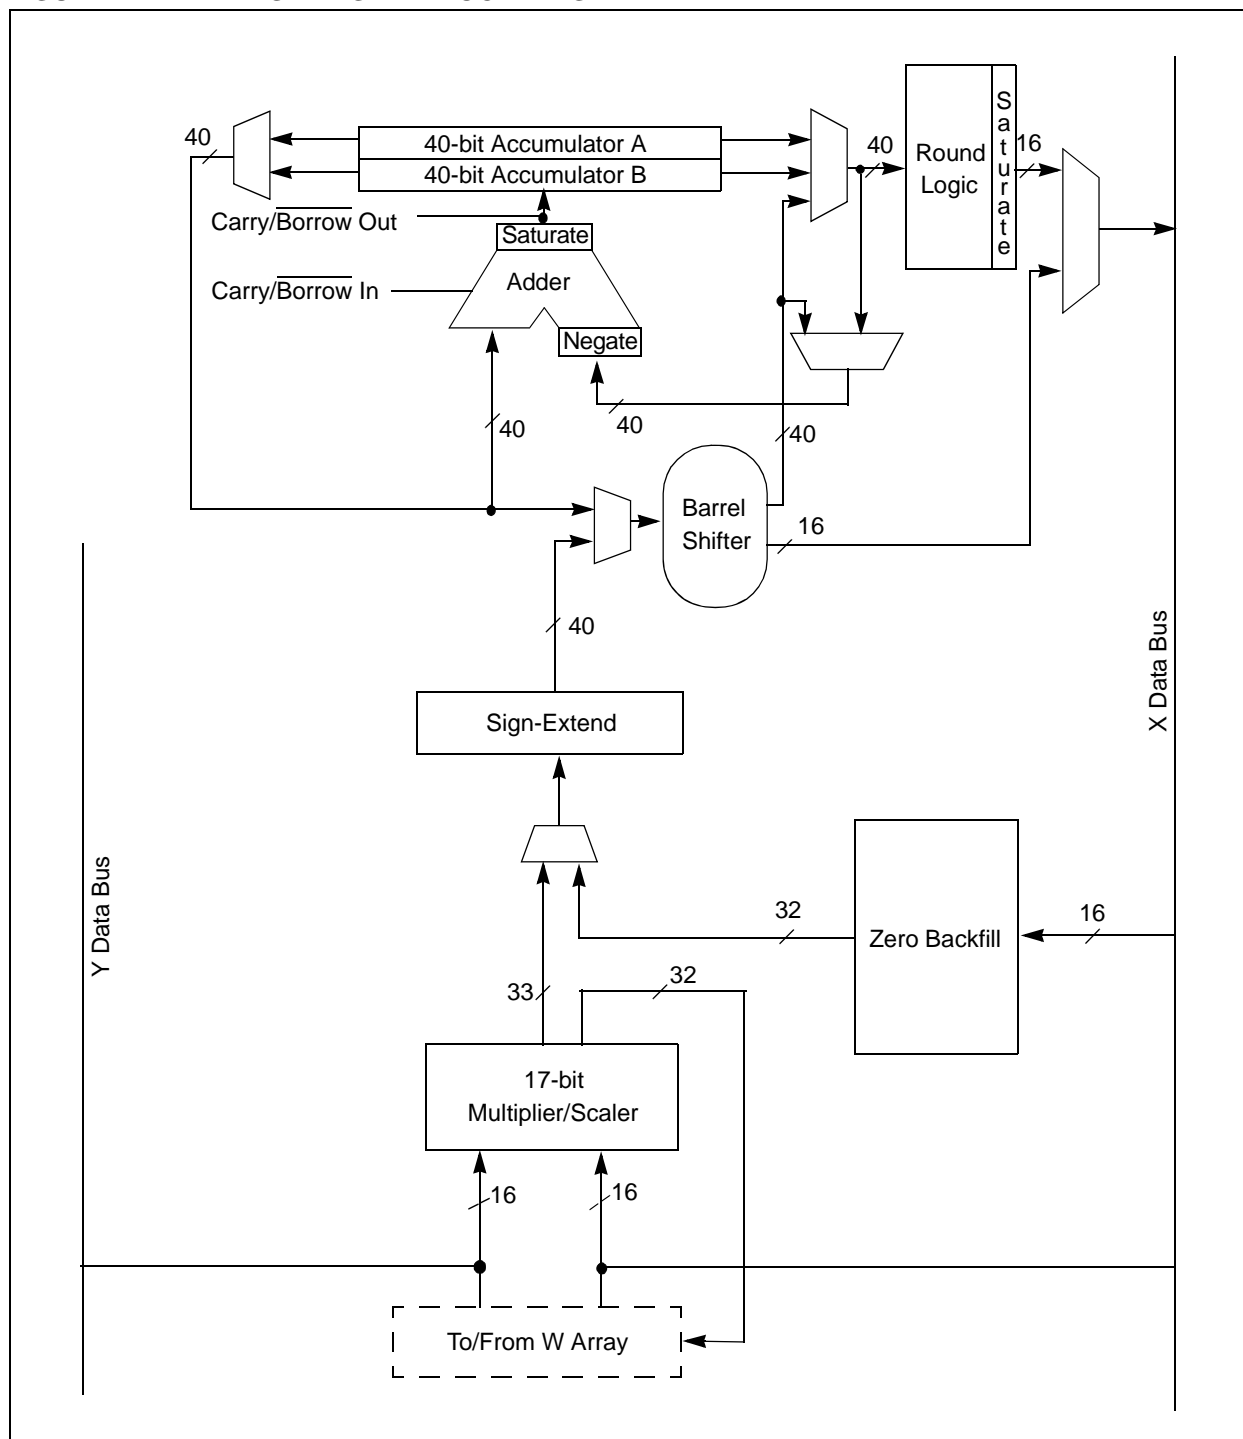 40
40-bit Accumulator A
40-bit Accumulator B
40
Round
Logic
Saturate
16
Carry/Borrow Out
Saturate
Carry/Borrow In
Adder
Negate
40
40
40
Barrel
Shifter
16
40
X Data Bus
Sign-Extend
Y Data Bus
32
Zero Backfill
16
33
32
17-bit
Multiplier/Scaler
16
16
To/From W Array